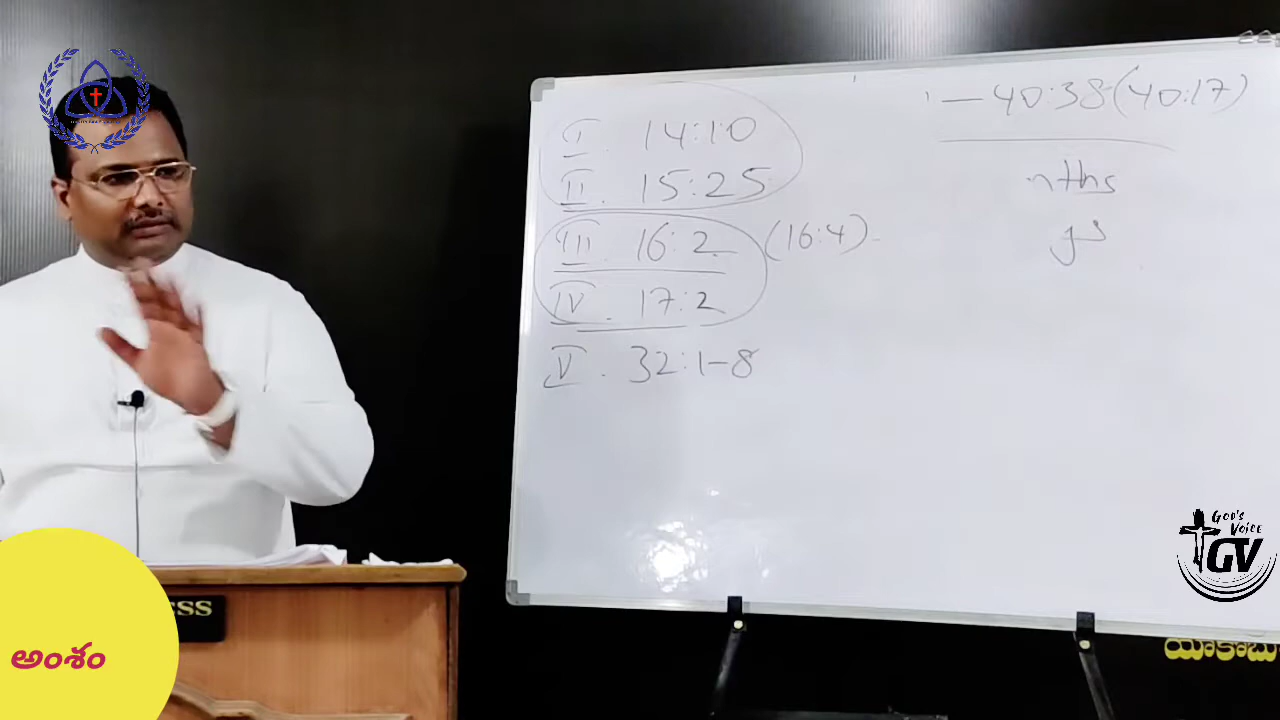 I. 14:10
II. 15:25
III. 16:2 (16:4)
IV. 17:2
V. 32:1-8
— 40:38 (40:17)
nths
GOD'S
VOICE
GV
ESS
అంశం
యాకోబు